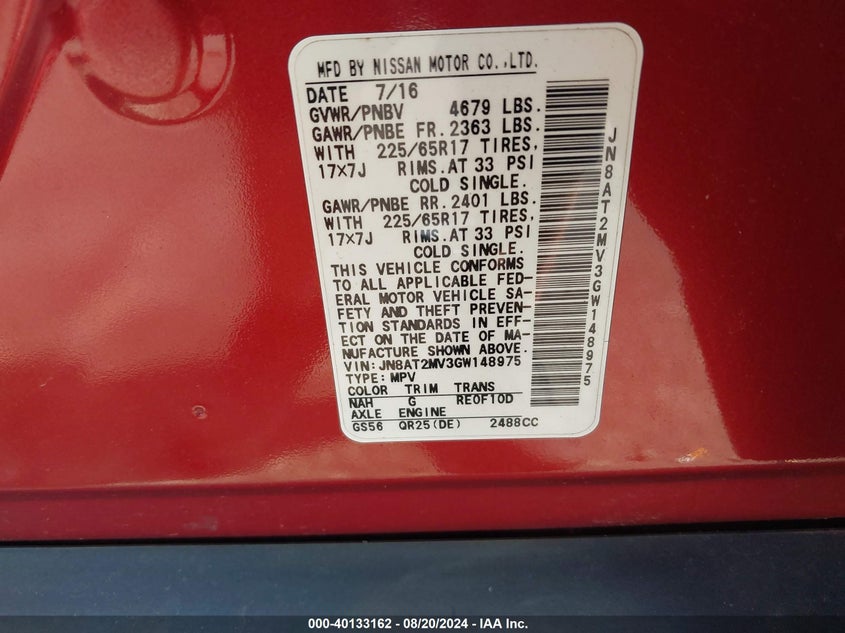 MFD BY NISSAN MOTOR CO.,LTD.
DATE 7/16
GVWR/PNBV 4679 LBS.
GAWR/PNBE FR. 2363 LBS.
WITH 225/65R17 TIRES,
17×7J RIMS.AT 33 PSI
COLD SINGLE.
GAWR/PNBE RR. 2401 LBS.
WITH 225/65R17 TIRES,
17×7J RIMS.AT 33 PSI
COLD SINGLE.
THIS VEHICLE CONFORMS
TO ALL APPLICABLE FED-
ERAL MOTOR VEHICLE SA-
FETY AND THEFT PREVEN-
TION STANDARDS IN EFF-
ECT ON THE DATE OF MA-
NUFACTURE SHOWN ABOVE.
VIN:JN8AT2MV3GW148975
TYPE:MPV
COLOR TRIM TRANS
NAH G RE0F10D
AXLE ENGINE
GS56 QR25(DE) 2488CC
JN8AT2MV3GW148975
000-40133162 - 08/20/2024 - IAA Inc.